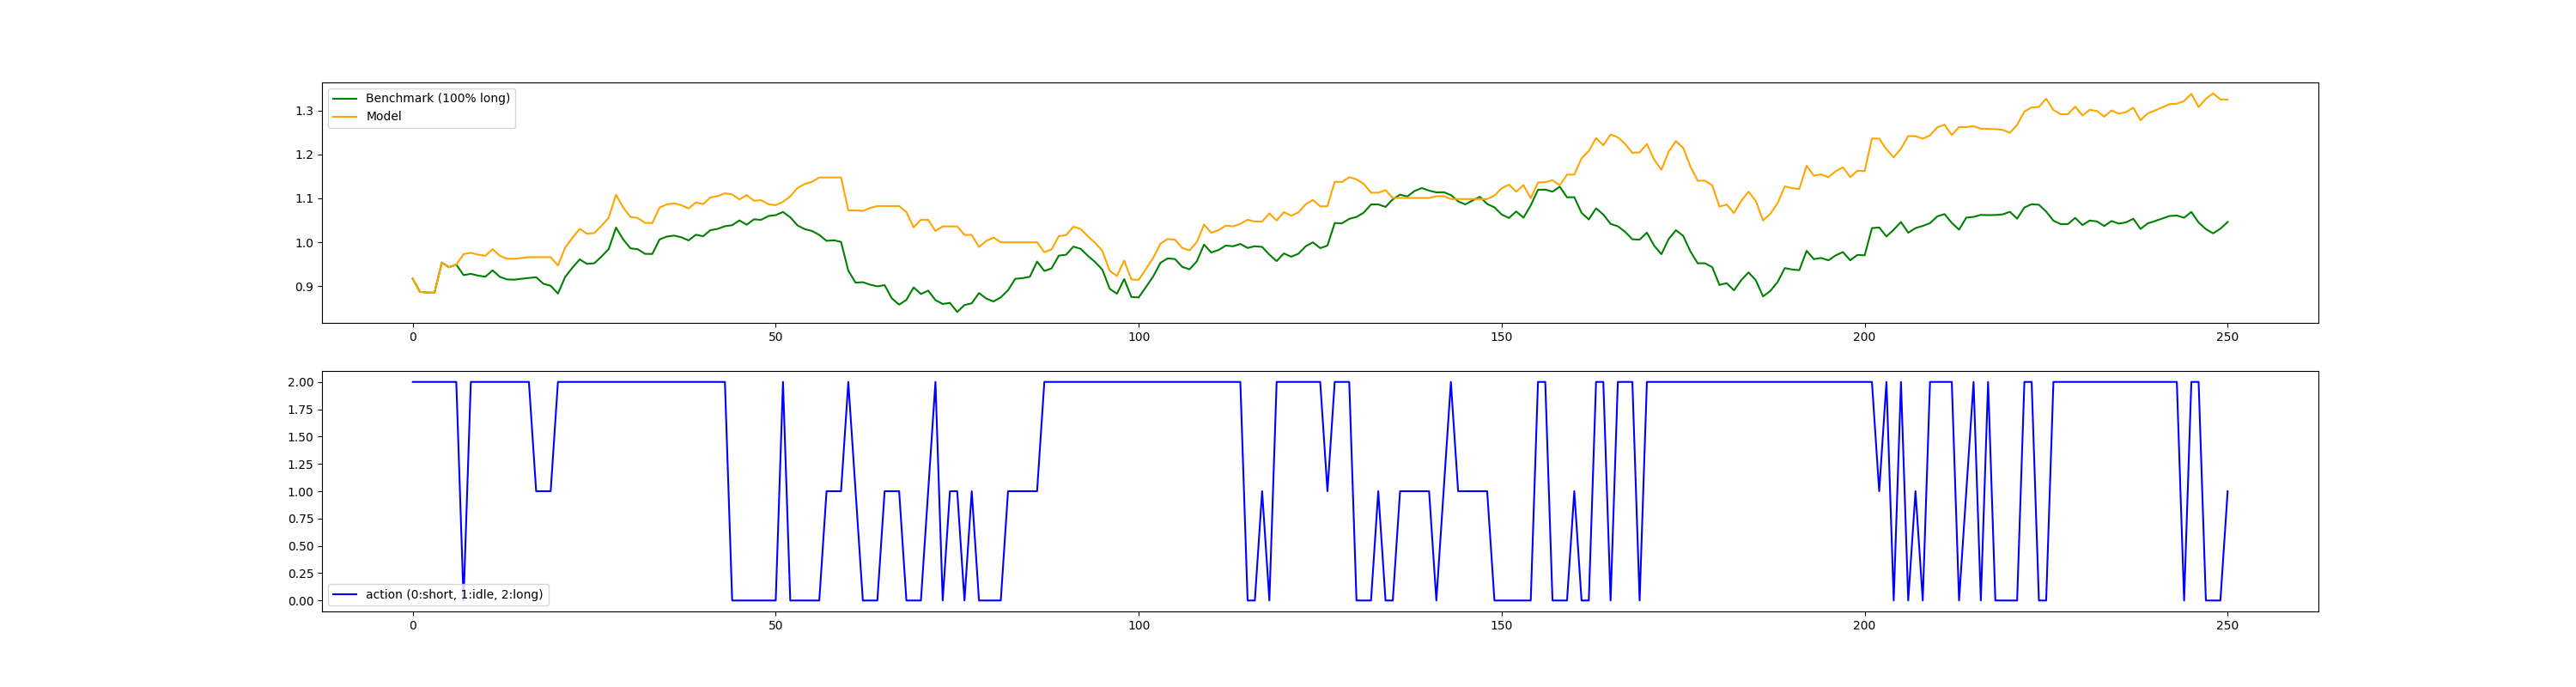 Benchmark (100% long)
Model
1.3
1.2
1.1
1.0
0.9
0 50 100 150 200 250
2.00
1.75
1.50
1.25
1.00
0.75
0.50
0.25
0.00
action (0:short, 1:idle, 2:long)
0 50 100 150 200 250